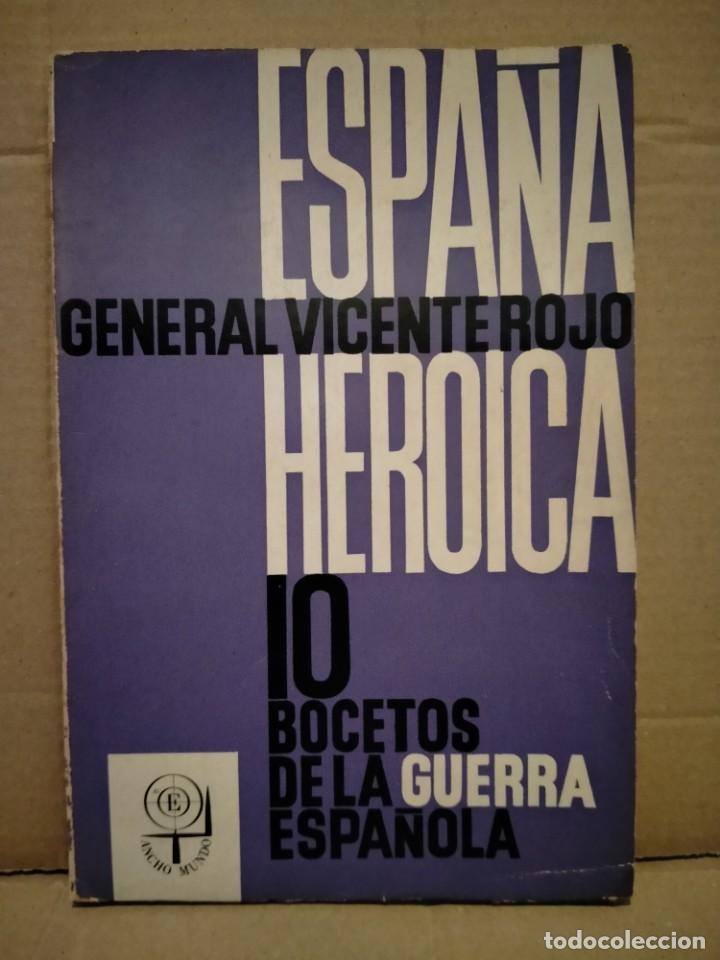 ESPAÑA
GENERAL VICENTE ROJO
HEROICA
10
BOCETOS
DE LA GUERRA
ESPAÑOLA
E
ANCHO MUNDO
todocoleccion